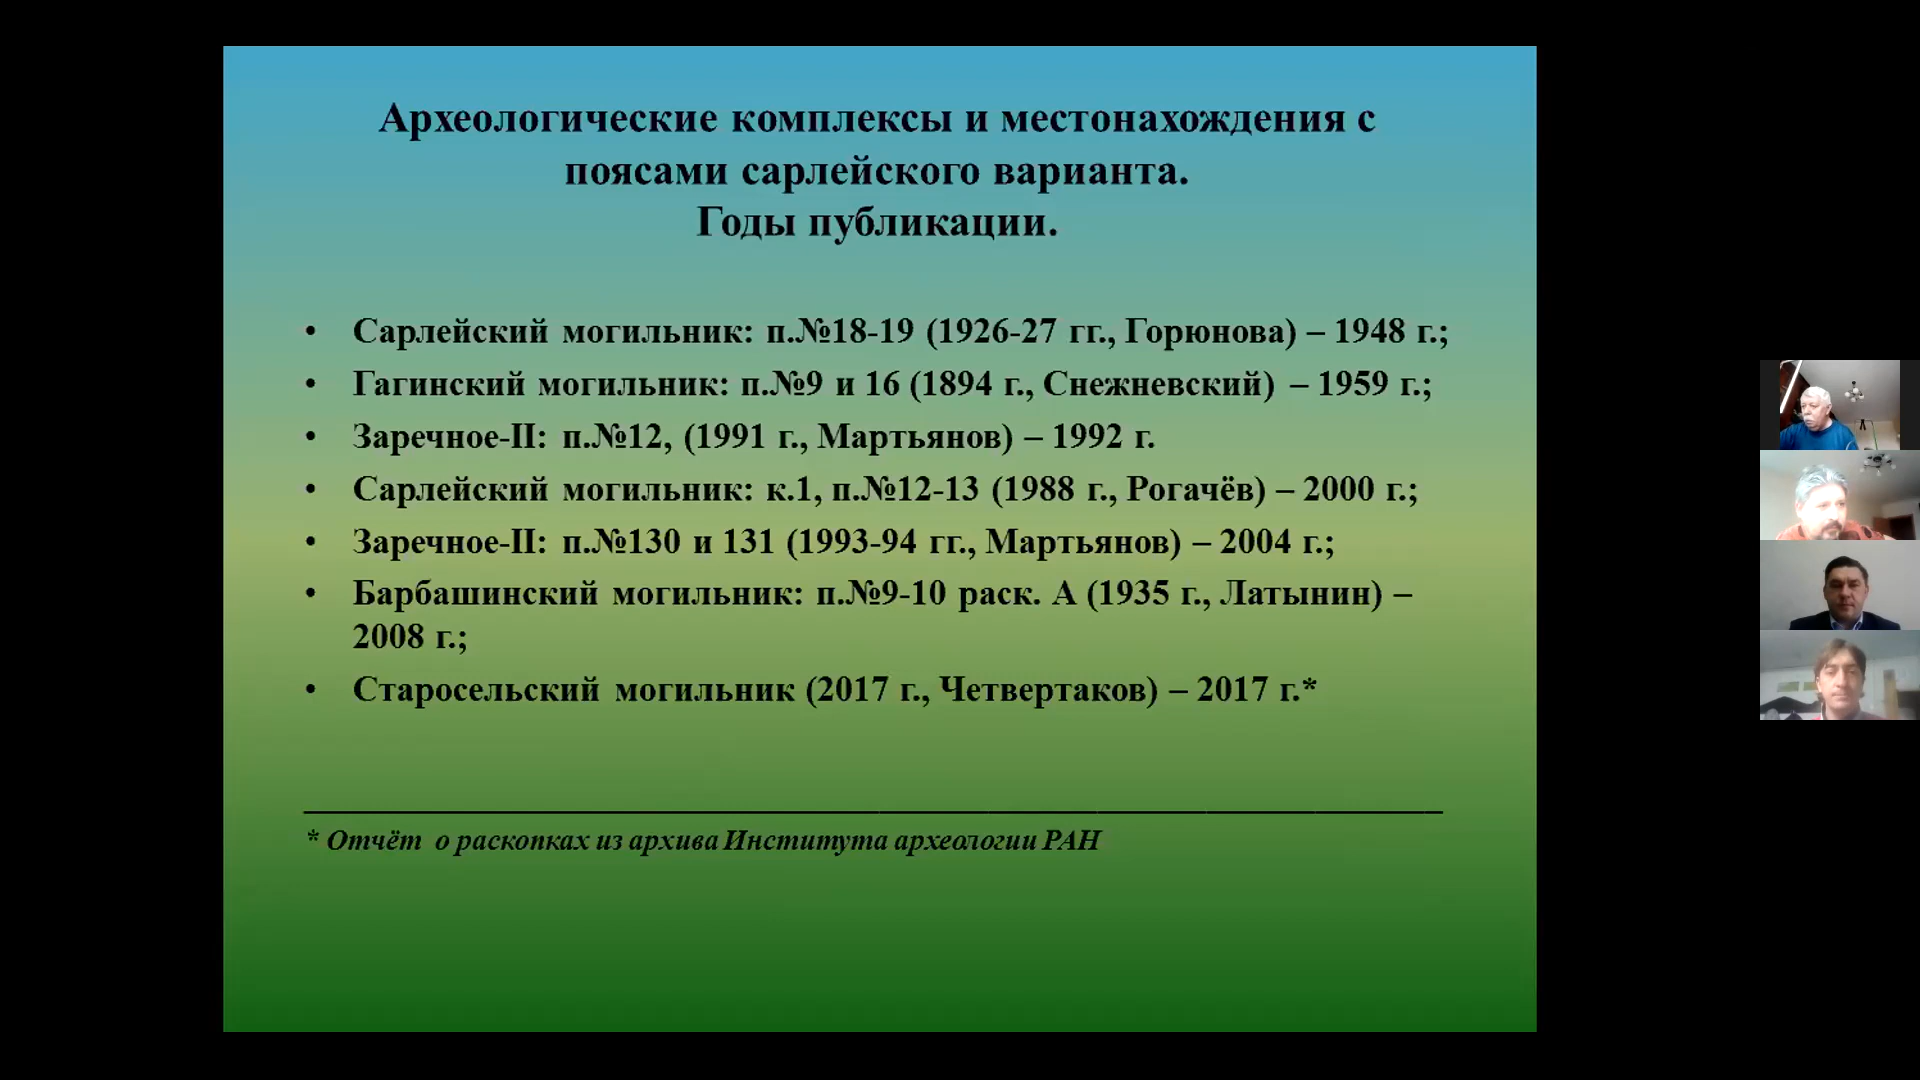 Археологические комплексы и местонахождения с
поясами сарлейского варианта.
Годы публикации.
• Сарлейский могильник: п.№18-19 (1926-27 гг., Горюнова) – 1948 г.;
• Гагинский могильник: п.№9 и 16 (1894 г., Снежневский) – 1959 г.;
• Заречное-II: п.№12, (1991 г., Мартьянов) – 1992 г.
• Сарлейский могильник: к.1, п.№12-13 (1988 г., Рогачёв) – 2000 г.;
• Заречное-II: п.№130 и 131 (1993-94 гг., Мартьянов) – 2004 г.;
• Барбашинский могильник: п.№9-10 раск. А (1935 г., Латынин) –
2008 г.;
• Старосельский могильник (2017 г., Четвертаков) – 2017 г.*
* Отчёт о раскопках из архива Института археологии РАН